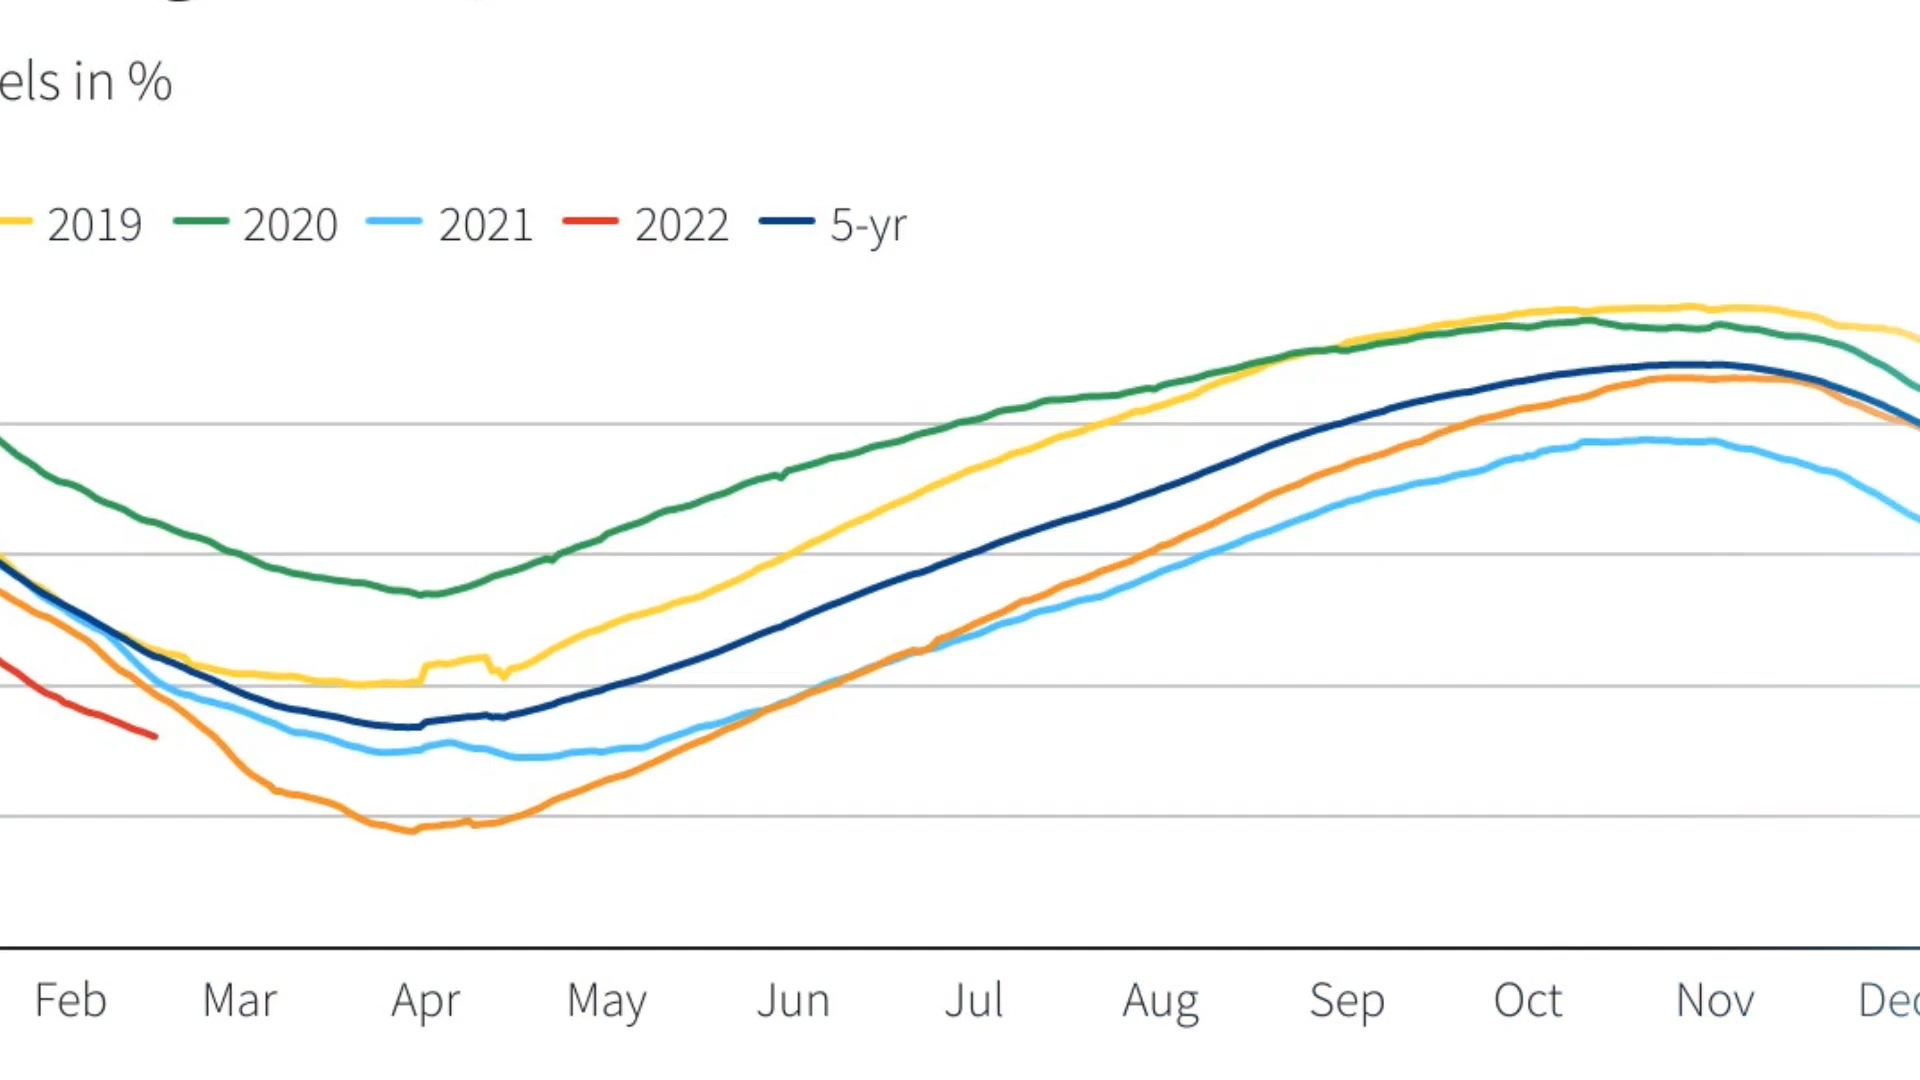 els in %
2019 2020 2021 2022 5-yr
Feb Mar Apr May Jun Jul Aug Sep Oct Nov Dec